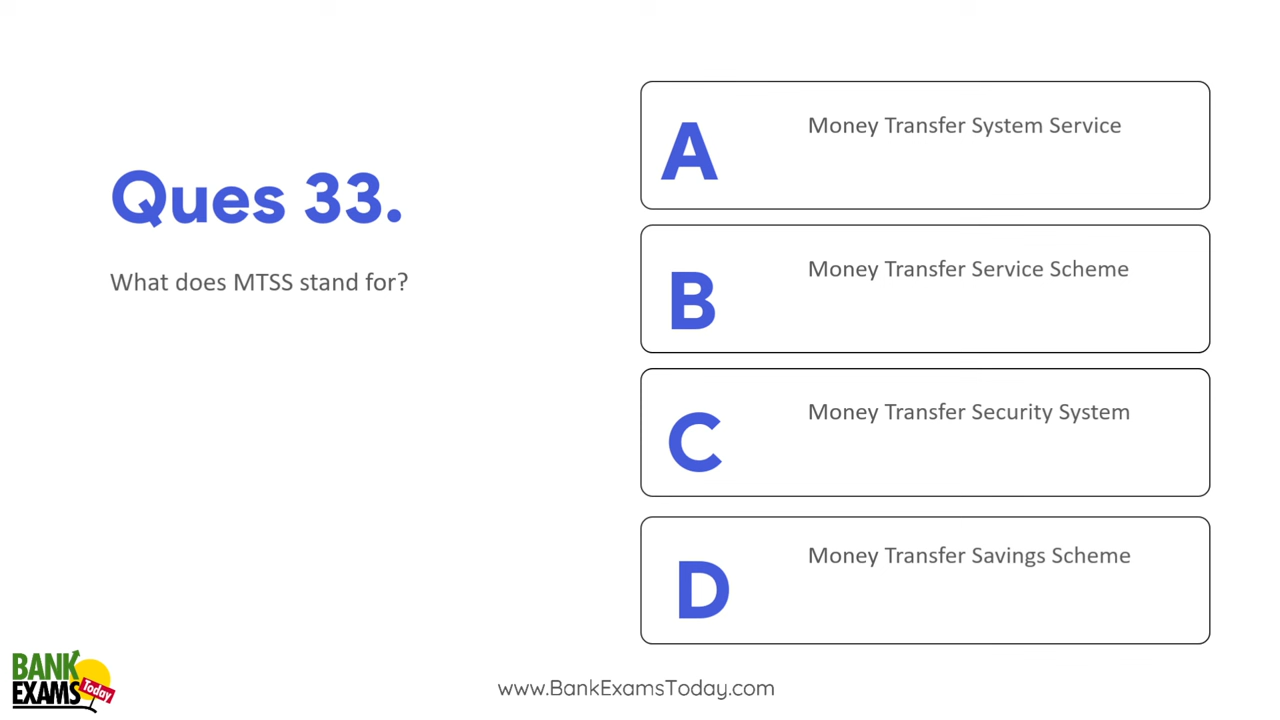 Ques 33.
What does MTSS stand for?
A
Money Transfer System Service
B
Money Transfer Service Scheme
C
Money Transfer Security System
D
Money Transfer Savings Scheme
BANK
EXAMS
Today
www.BankExamsToday.com